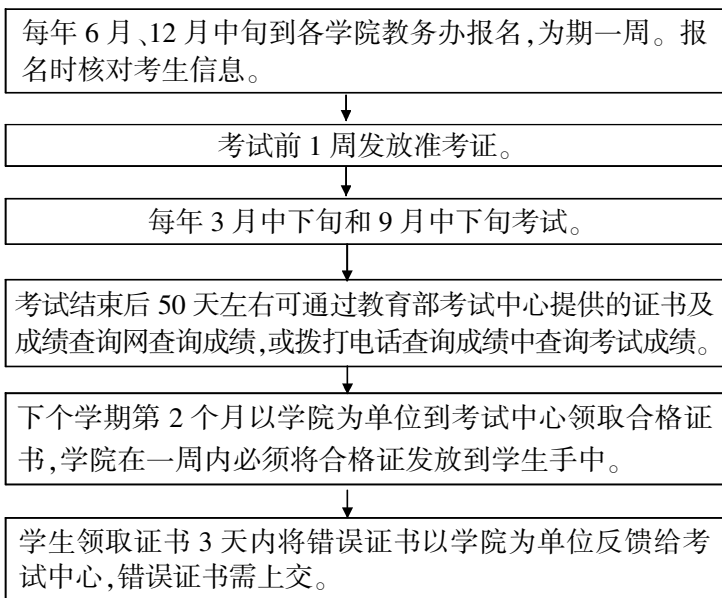 每年 6 月、12 月中旬到各学院教务办报名，为期一周。报
名时核对考生信息。
考试前 1 周发放准考证。
每年 3 月中下旬和 9 月中下旬考试。
考试结束后 50 天左右可通过教育部考试中心提供的证书及
成绩查询网查询成绩，或拨打电话查询成绩中查询考试成绩。
下个学期第 2 个月以学院为单位到考试中心领取合格证
书，学院在一周内必须将合格证发放到学生手中。
学生领取证书 3 天内将错误证书以学院为单位反馈给考
试中心，错误证书需上交。